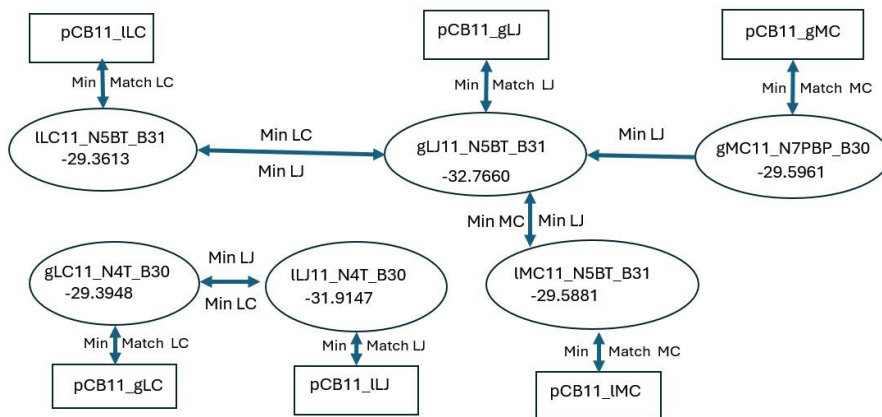 pCB11_lLC
pCB11_gLJ
pCB11_gMC
Min Match LC
Min Match LJ
Min Match MC
lLC11_N5BT_B31
-29.3613
Min LC
Min LJ
gLJ11_N5BT_B31
-32.7660
Min LJ
gMC11_N7PBP_B30
-29.5961
Min MC Min LJ
gLC11_N4T_B30
-29.3948
Min LJ
Min LC
lLJ11_N4T_B30
-31.9147
lMC11_N5BT_B31
-29.5881
Min Match LC
Min Match LJ
Min Match MC
pCB11_gLC
pCB11_lLJ
pCB11_lMC